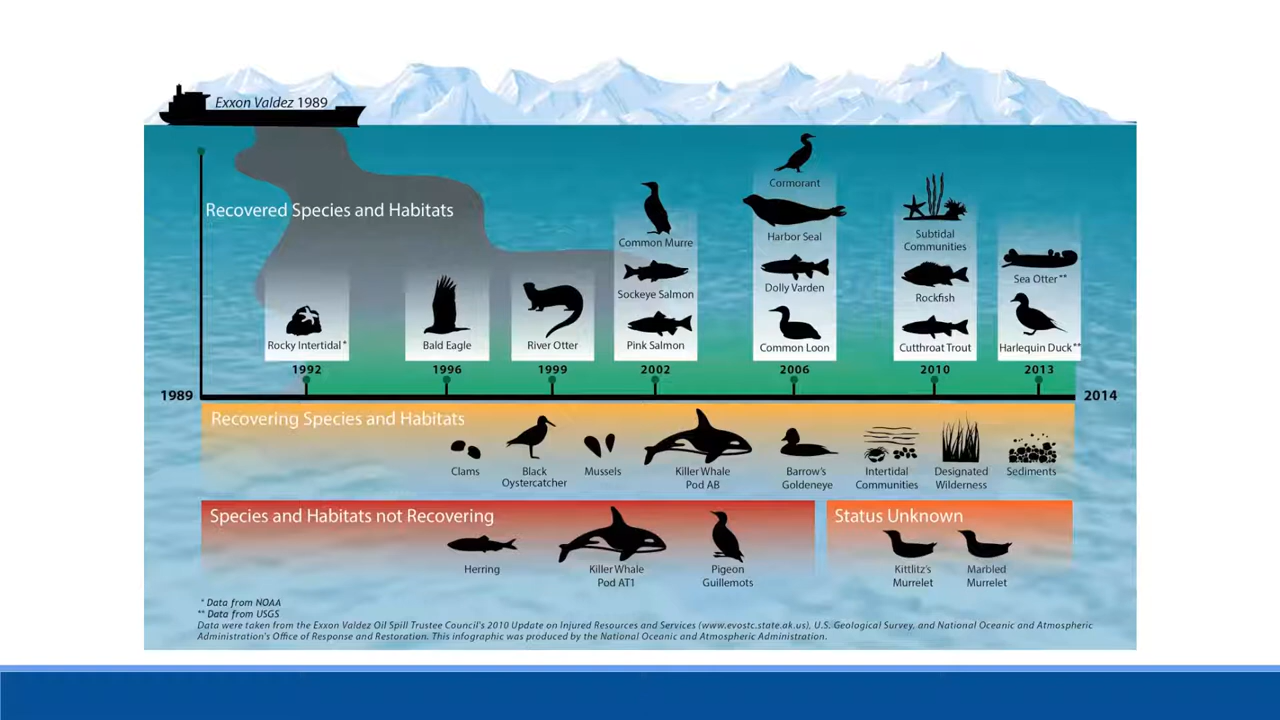 Exxon Valdez 1989
Recovered Species and Habitats
Cormorant
Common Murre
Harbor Seal
Subtidal
Communities
Sea Otter**
Sockeye Salmon
Dolly Varden
Rockfish
Rocky Intertidal*
Bald Eagle
River Otter
Pink Salmon
Common Loon
Cutthroat Trout
Harlequin Duck**
1992
1996
1999
2002
2006
2010
2013
1989
2014
Recovering Species and Habitats
Clams
Black
Oystercatcher
Mussels
Killer Whale
Pod AB
Barrow's
Goldeneye
Intertidal
Communities
Designated
Wilderness
Sediments
Species and Habitats not Recovering
Herring
Killer Whale
Pod AT1
Pigeon
Guillemots
Status Unknown
Kittlitz's
Murrelet
Marbled
Murrelet
* Data from NOAA
** Data from USGS
Data were taken from the Exxon Valdez Oil Spill Trustee Council's 2010 Update on Injured Resources and Services (www.evostc.state.ak.us), U.S. Geological Survey, and National Oceanic and Atmospheric
Administration's Office of Response and Restoration. This infographic was produced by the National Oceanic and Atmospheric Administration.